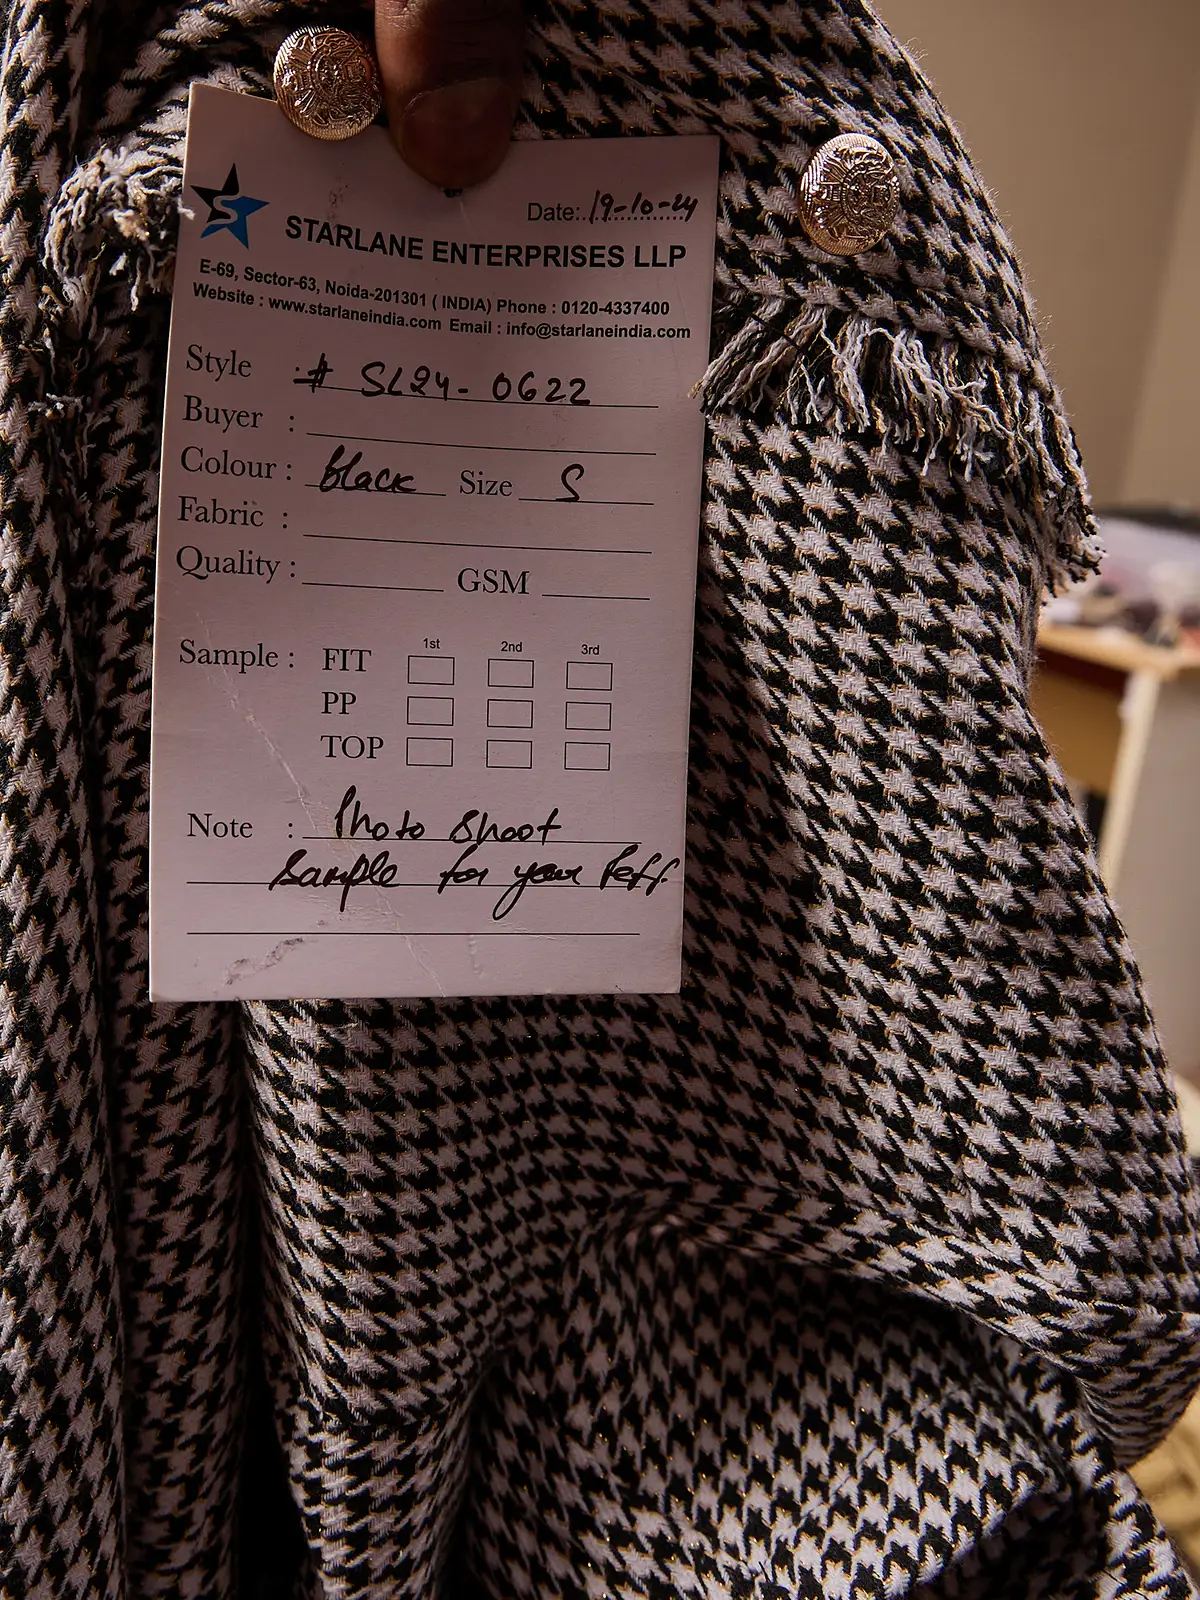 Date:. 19-10-24
S
STARLANE ENTERPRISES LLP
E-69, Sector-63, Noida-201301 ( INDIA) Phone : 0120-4337400
Website : www.starlaneindia.com Email : info@starlaneindia.com
Style :# SL24-0622
Buyer :
Colour : black Size S
Fabric :
Quality : GSM
1st 2nd 3rd
Sample : FIT
PP
TOP
Note : Photo Shoot
Sample for your Reff.